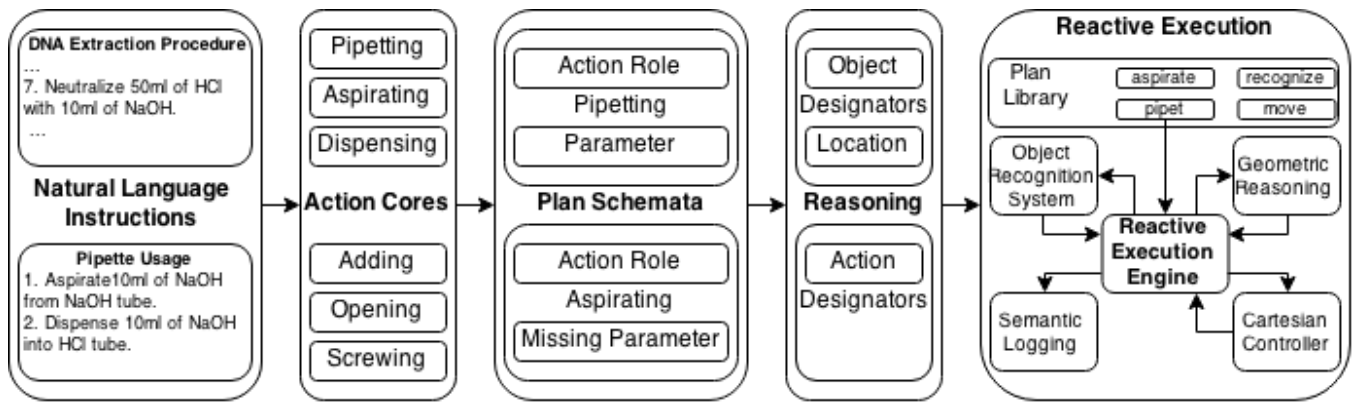 DNA Extraction Procedure
...
7. Neutralize 50ml of HCl
with 10ml of NaOH.
...
Natural Language
Instructions
Pipette Usage
1. Aspirate10ml of NaOH
from NaOH tube.
2. Dispense 10ml of NaOH
into HCl tube.
Pipetting
Aspirating
Dispensing
Action Cores
Adding
Opening
Screwing
Action Role
Pipetting
Parameter
Plan Schemata
Action Role
Aspirating
Missing Parameter
Object
Designators
Location
Reasoning
Action
Designators
Reactive Execution
Plan
Library
aspirate
recognize
pipet
move
Object
Recognition
System
Geometric
Reasoning
Reactive
Execution
Engine
Semantic
Logging
Cartesian
Controller